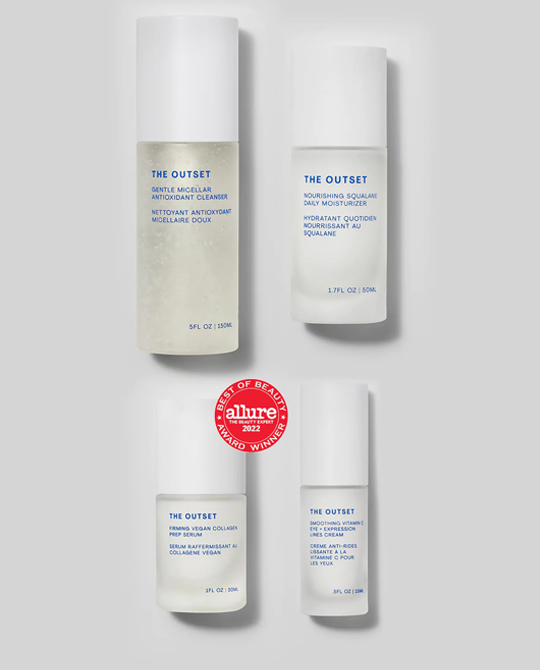 THE OUTSET
GENTLE MICELLAR
ANTIOXIDANT CLEANSER
NETTOYANT ANTIOXYDANT
MICELLAIRE DOUX
5FL OZ | 150ML
THE OUTSET
NOURISHING SQUALANE
DAILY MOISTURIZER
HYDRATANT QUOTIDIEN
NOURRISSANT AU
SQUALANE
1.7FL OZ | 50ML
BEST OF BEAUTY
allure
THE BEAUTY EXPERT
2022
AWARD WINNER
THE OUTSET
FIRMING VEGAN COLLAGEN
PREP SERUM
SERUM RAFFERMISSANT AU
COLLAGENE VEGAN
1FL OZ | 30ML
THE OUTSET
SMOOTHING VITAMIN C
EYE + EXPRESSION
LINES CREAM
CREME ANTI-RIDES
LISSANTE À LA
VITAMINE C POUR
LES YEUX
.5FL OZ | 15ML